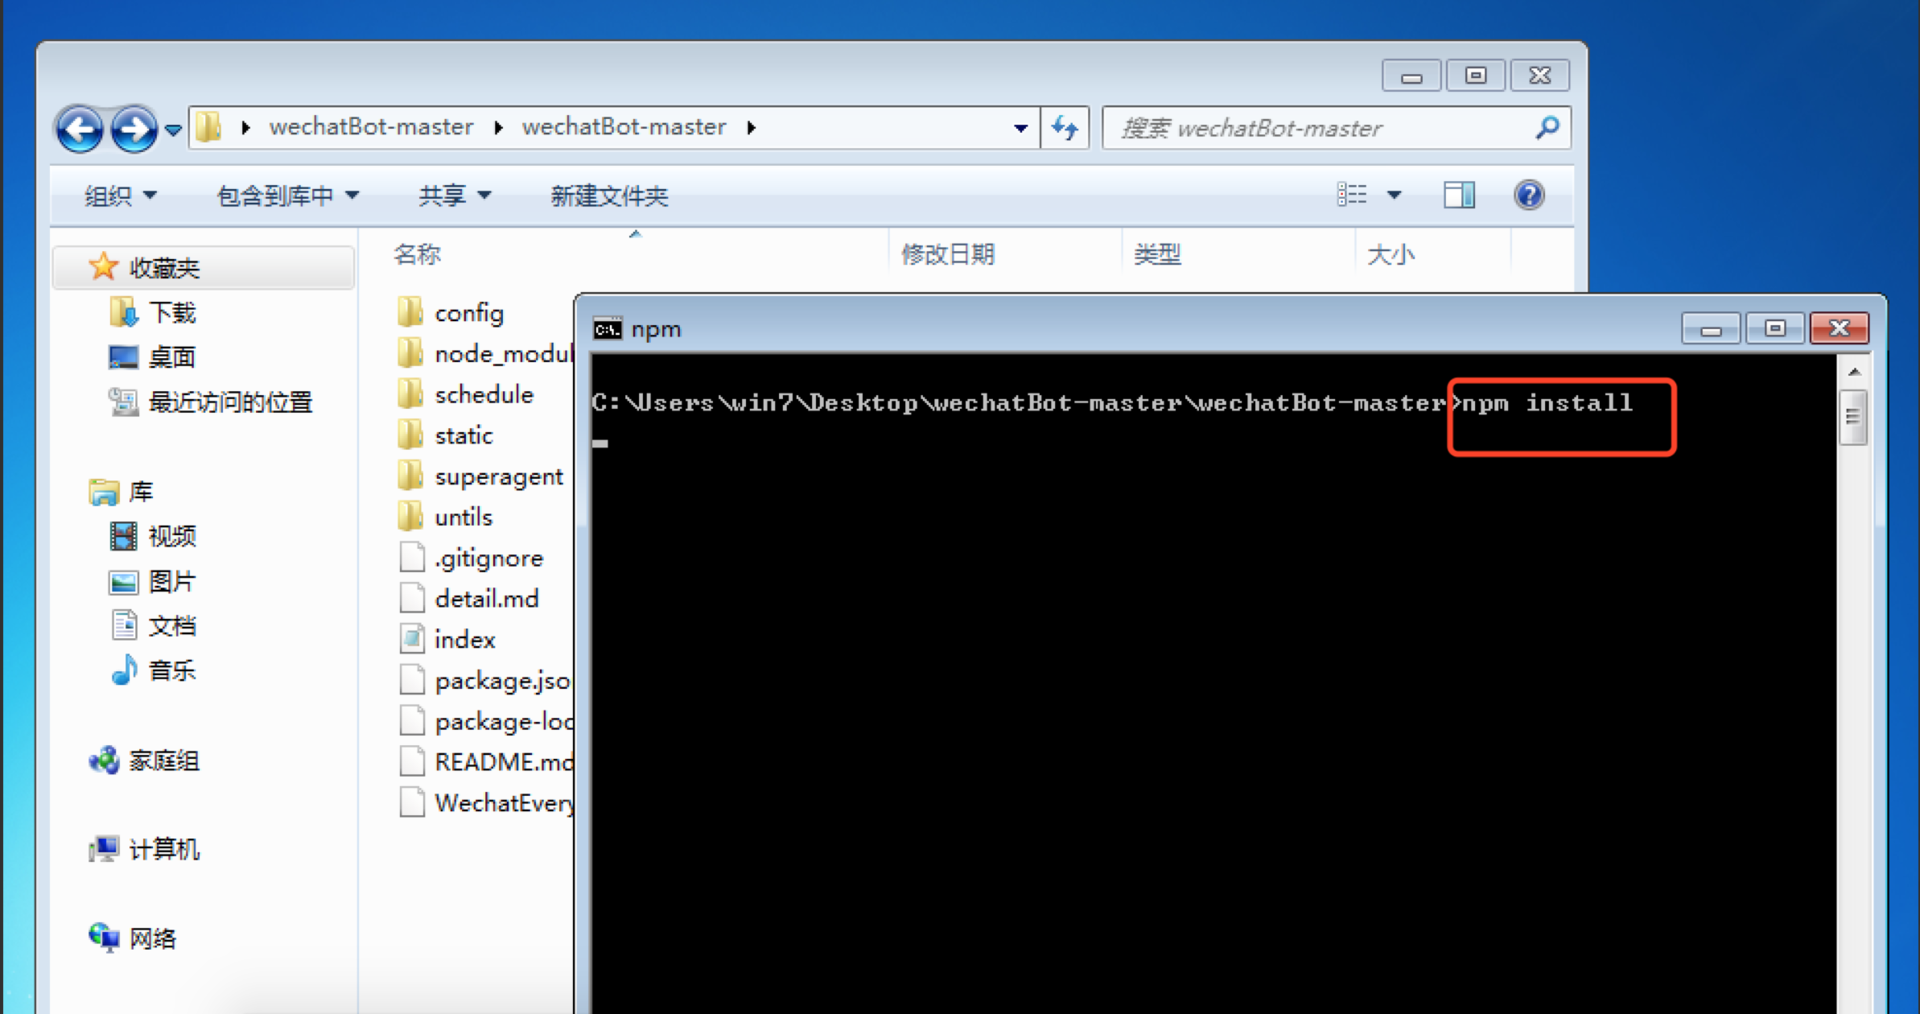 wechatBot-master
wechatBot-master
搜索 wechatBot-master
组织
包含到库中
共享
新建文件夹
名称
修改日期
类型
大小
收藏夹
下载
桌面
最近访问的位置
库
视频
图片
文档
音乐
家庭组
计算机
网络
config
node_modul
schedule
static
superagent
untils
.gitignore
detail.md
index
package.jso
package-loc
README.md
WechatEvery
C:\. npm
C:\Users\win7\Desktop\wechatBot-master\wechatBot-master>npm install